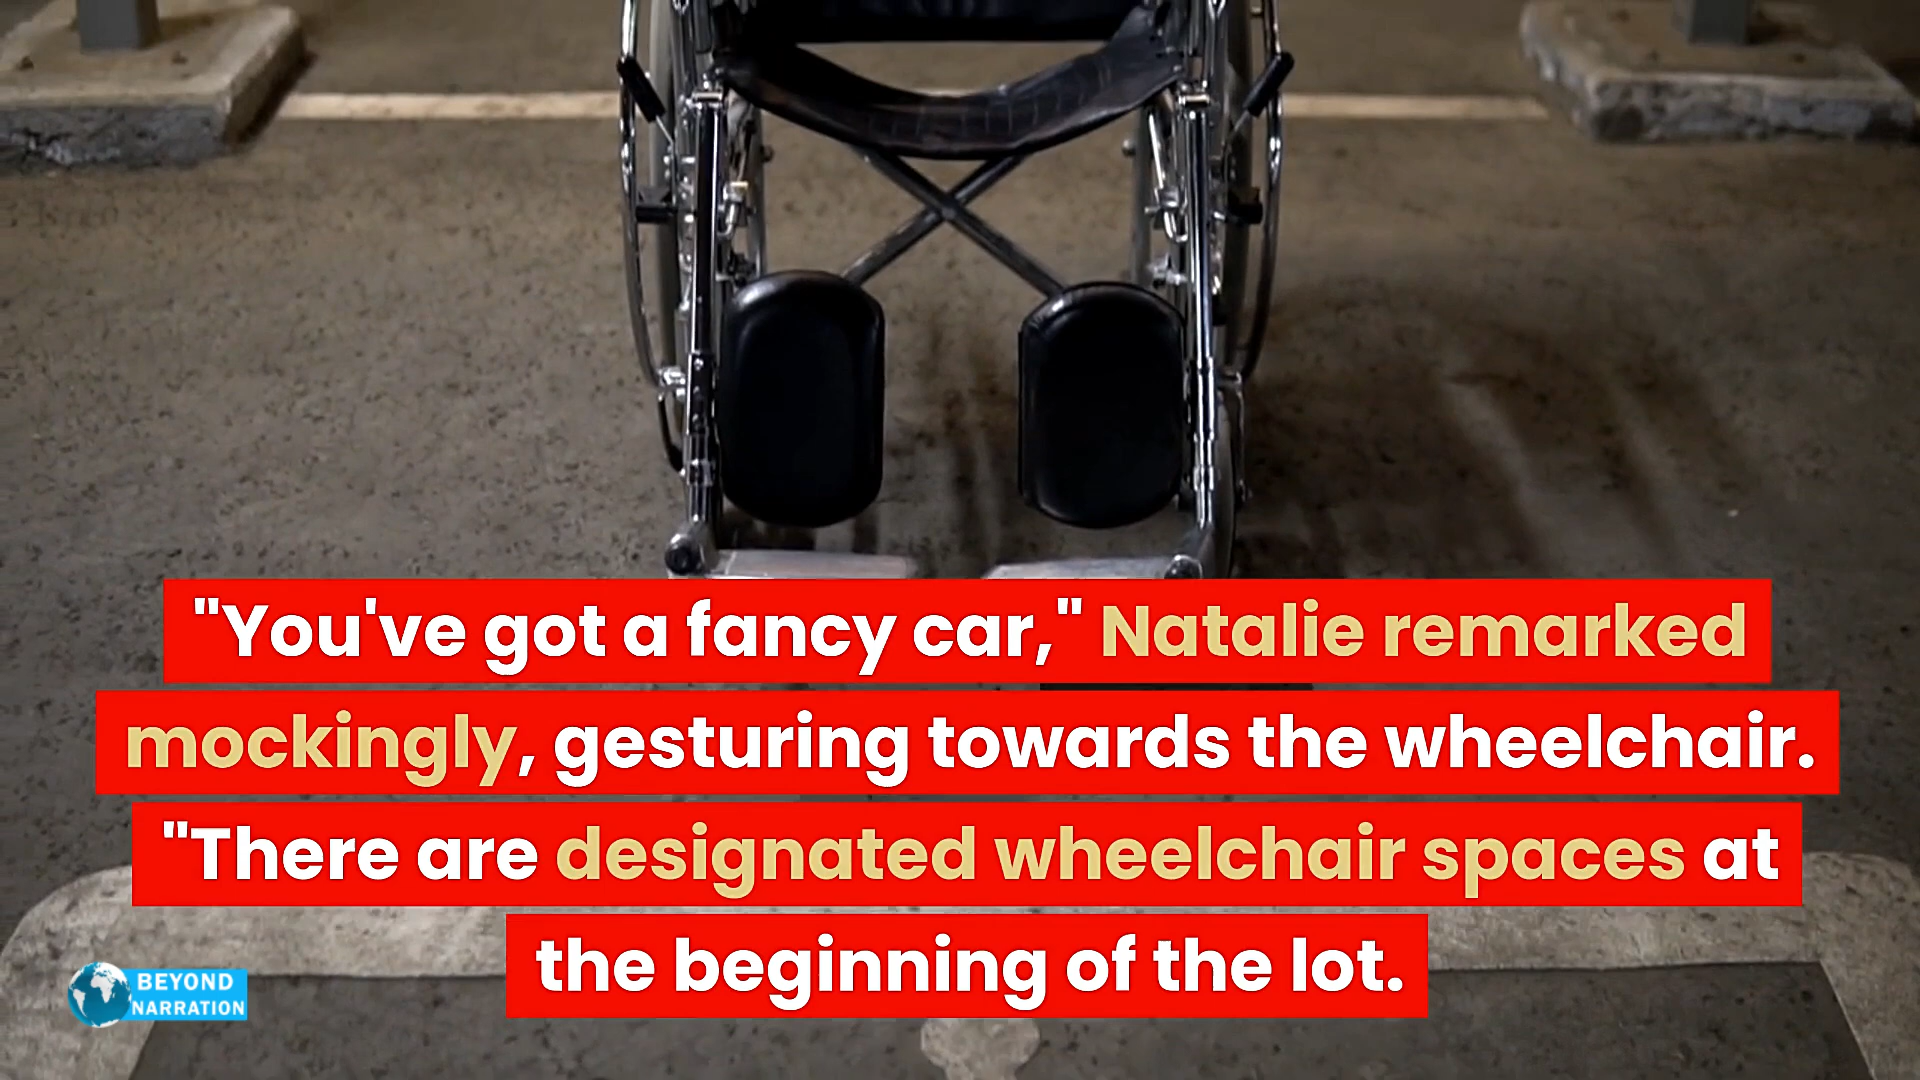 "You've got a fancy car," Natalie remarked
mockingly, gesturing towards the wheelchair.
"There are designated wheelchair spaces at
the beginning of the lot.
BEYOND
NARRATION